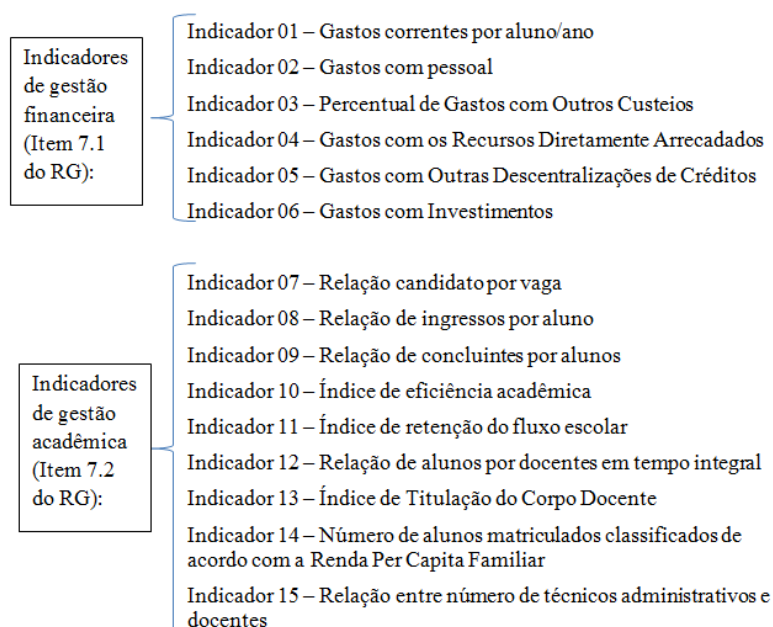 Indicadores
de gestão
financeira
(Item 7.1
do RG):
Indicador 01 – Gastos correntes por aluno/ano
Indicador 02 – Gastos com pessoal
Indicador 03 – Percentual de Gastos com Outros Custeios
Indicador 04 – Gastos com os Recursos Diretamente Arrecadados
Indicador 05 – Gastos com Outras Descentralizações de Créditos
Indicador 06 – Gastos com Investimentos
Indicadores
de gestão
acadêmica
(Item 7.2
do RG):
Indicador 07 – Relação candidato por vaga
Indicador 08 – Relação de ingressos por aluno
Indicador 09 – Relação de concluintes por alunos
Indicador 10 – Índice de eficiência acadêmica
Indicador 11 – Índice de retenção do fluxo escolar
Indicador 12 – Relação de alunos por docentes em tempo integral
Indicador 13 – Índice de Titulação do Corpo Docente
Indicador 14 – Número de alunos matriculados classificados de
acordo com a Renda Per Capita Familiar
Indicador 15 – Relação entre número de técnicos administrativos e
docentes